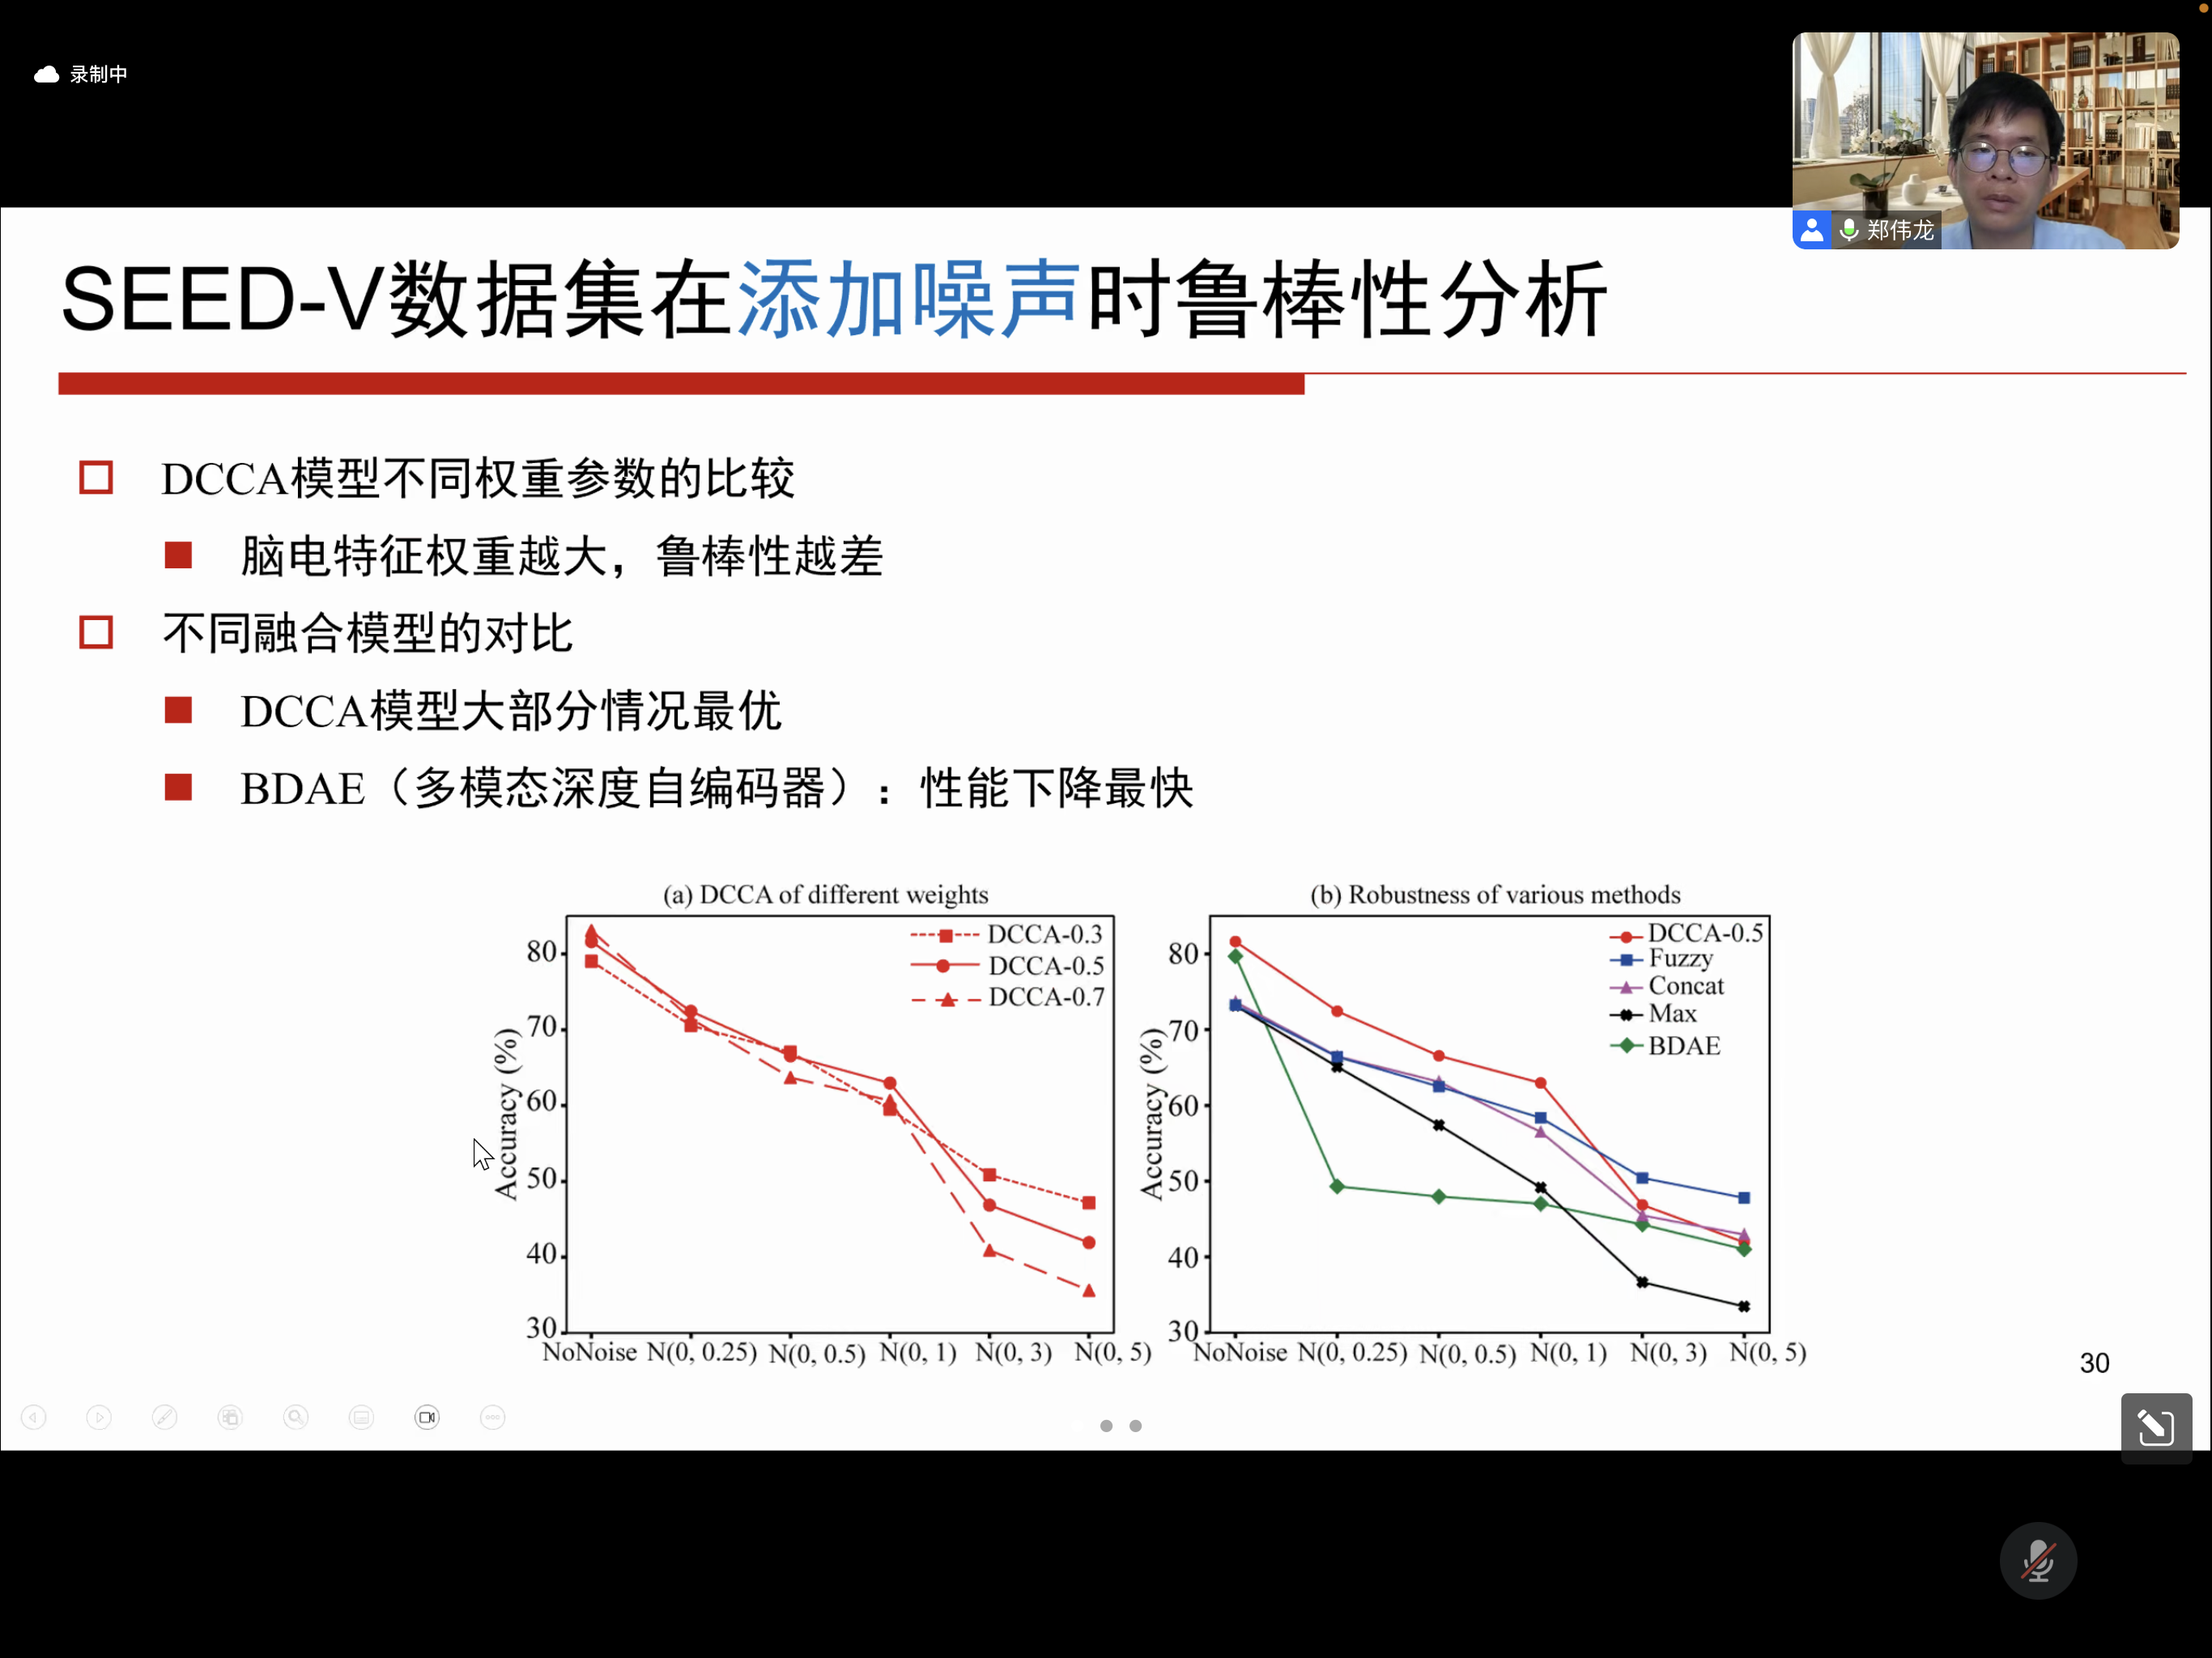 录制中
郑伟龙
SEED-V数据集在添加噪声时鲁棒性分析
DCCA模型不同权重参数的比较
脑电特征权重越大，鲁棒性越差
不同融合模型的对比
DCCA模型大部分情况最优
BDAE（多模态深度自编码器）：性能下降最快
(a) DCCA of different weights
DCCA-0.3
DCCA-0.5
DCCA-0.7
Accuracy (%)
80
70
60
50
40
30
NoNoise N(0, 0.25) N(0, 0.5) N(0, 1) N(0, 3) N(0, 5)
(b) Robustness of various methods
DCCA-0.5
Fuzzy
Concat
Max
BDAE
Accuracy (%)
80
70
60
50
40
30
NoNoise N(0, 0.25) N(0, 0.5) N(0, 1) N(0, 3) N(0, 5)
30